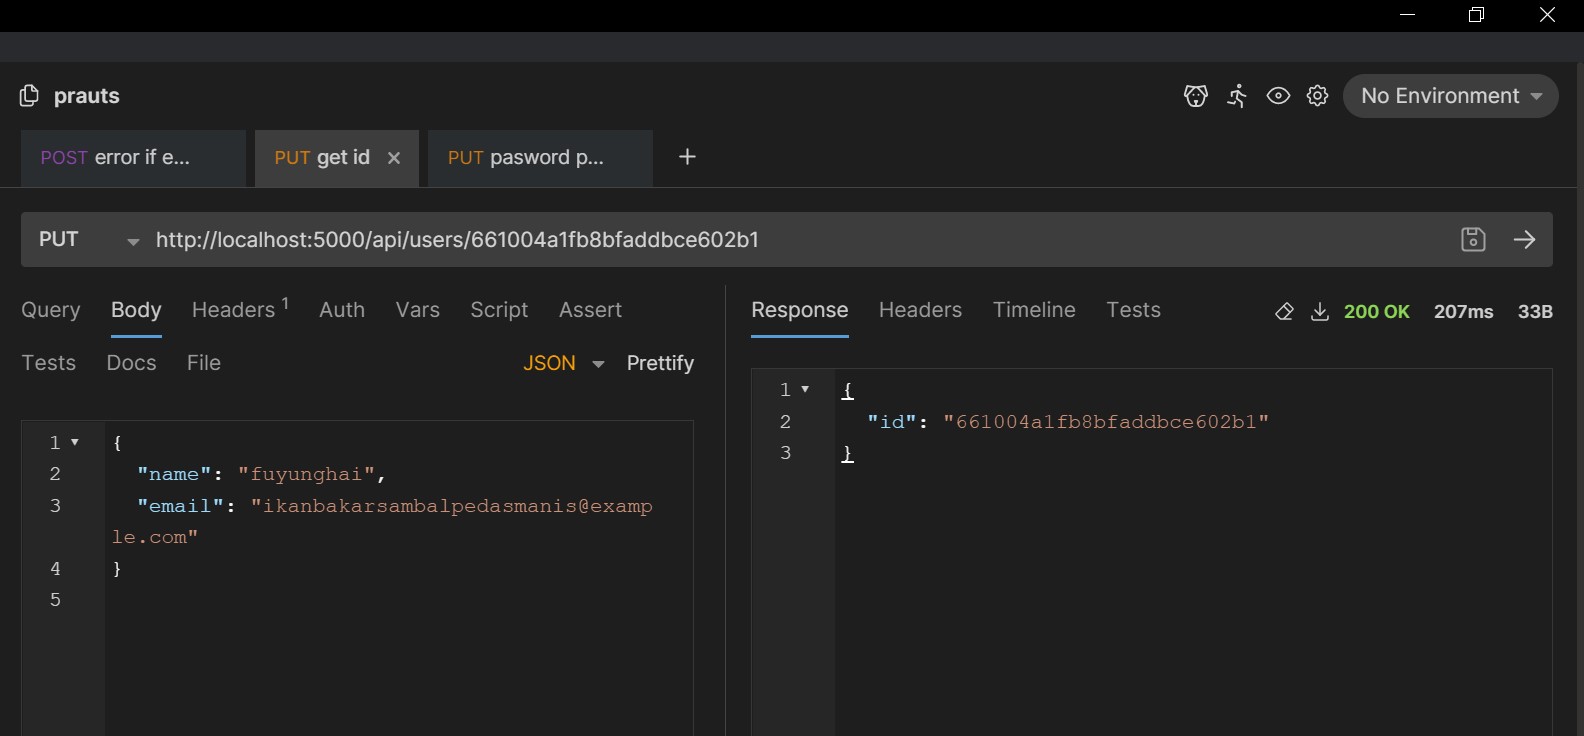 prauts
No Environment
POST error if e...
PUT get id
PUT pasword p...
PUT http://localhost:5000/api/users/661004a1fb8bfaddbce602b1
Query Body Headers 1 Auth Vars Script Assert
Tests Docs File JSON Prettify
1 {
2 "name": "fuyunghai",
3 "email": "ikanbakarsambalpedasmanis@examp
le.com"
4 }
5
Response Headers Timeline Tests 200 OK 207ms 33B
1 {
2 "id": "661004a1fb8bfaddbce602b1"
3 }